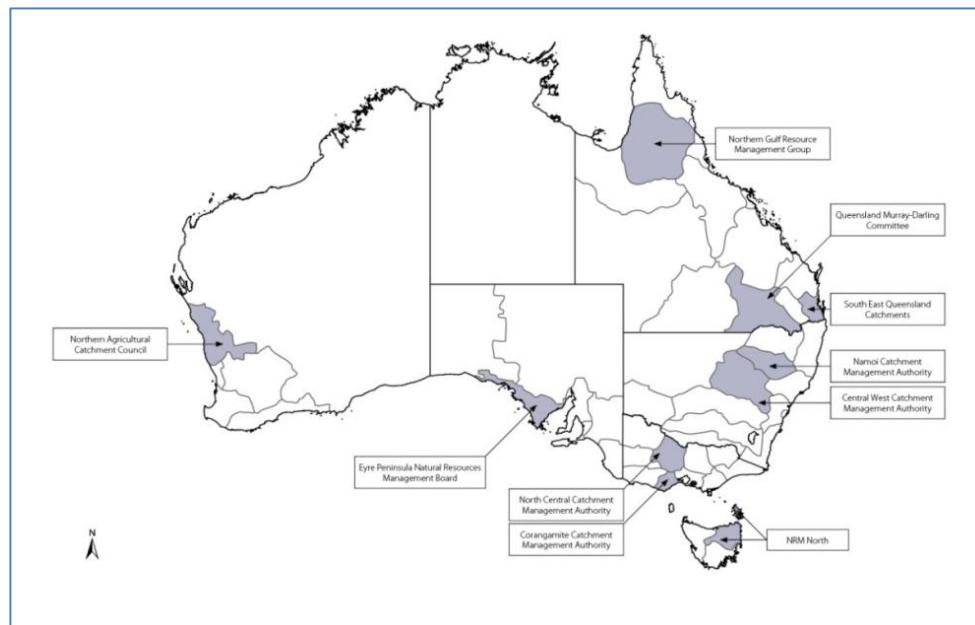 Northern Gulf Resource
Management Group
Queensland Murray-Darling
Committee
South East Queensland
Catchments
Northern Agricultural
Catchment Council
Namoi Catchment
Management Authority
Central West Catchment
Management Authority
Eyre Peninsula Natural Resources
Management Board
North Central Catchment
Management Authority
Corangamite Catchment
Management Authority
NRM North
N